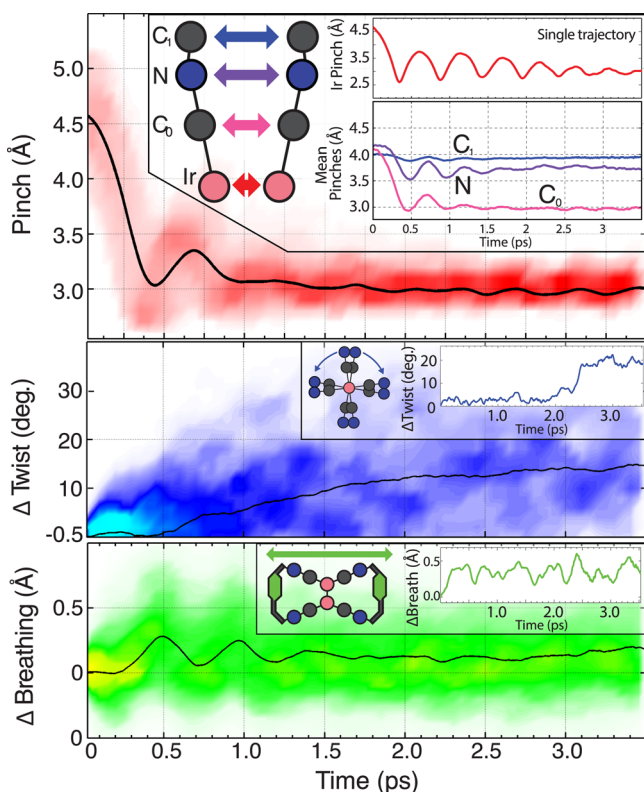 C1
N
C0
Ir
Single trajectory
Ir Pinch (Å)
4.5
3.5
2.5
Mean
Pinches (Å)
4.5
4.0
3.5
3.0
C1
N
C0
0
0.5
1
1.5
2
2.5
3
3.5
Time (ps)
Pinch (Å)
5.0
4.5
4.0
3.5
3.0
Δ Twist (deg.)
30
20
10
-0.5
ΔTwist (deg.)
20
10
0
1.0
2.0
3.0
Time (ps)
Δ Breathing (Å)
0.5
0
0
ΔBreath (Å)
0.5
0.0
1.0
2.0
3.0
Time (ps)
0
0.5
1.0
1.5
2.0
2.5
3.0
Time (ps)